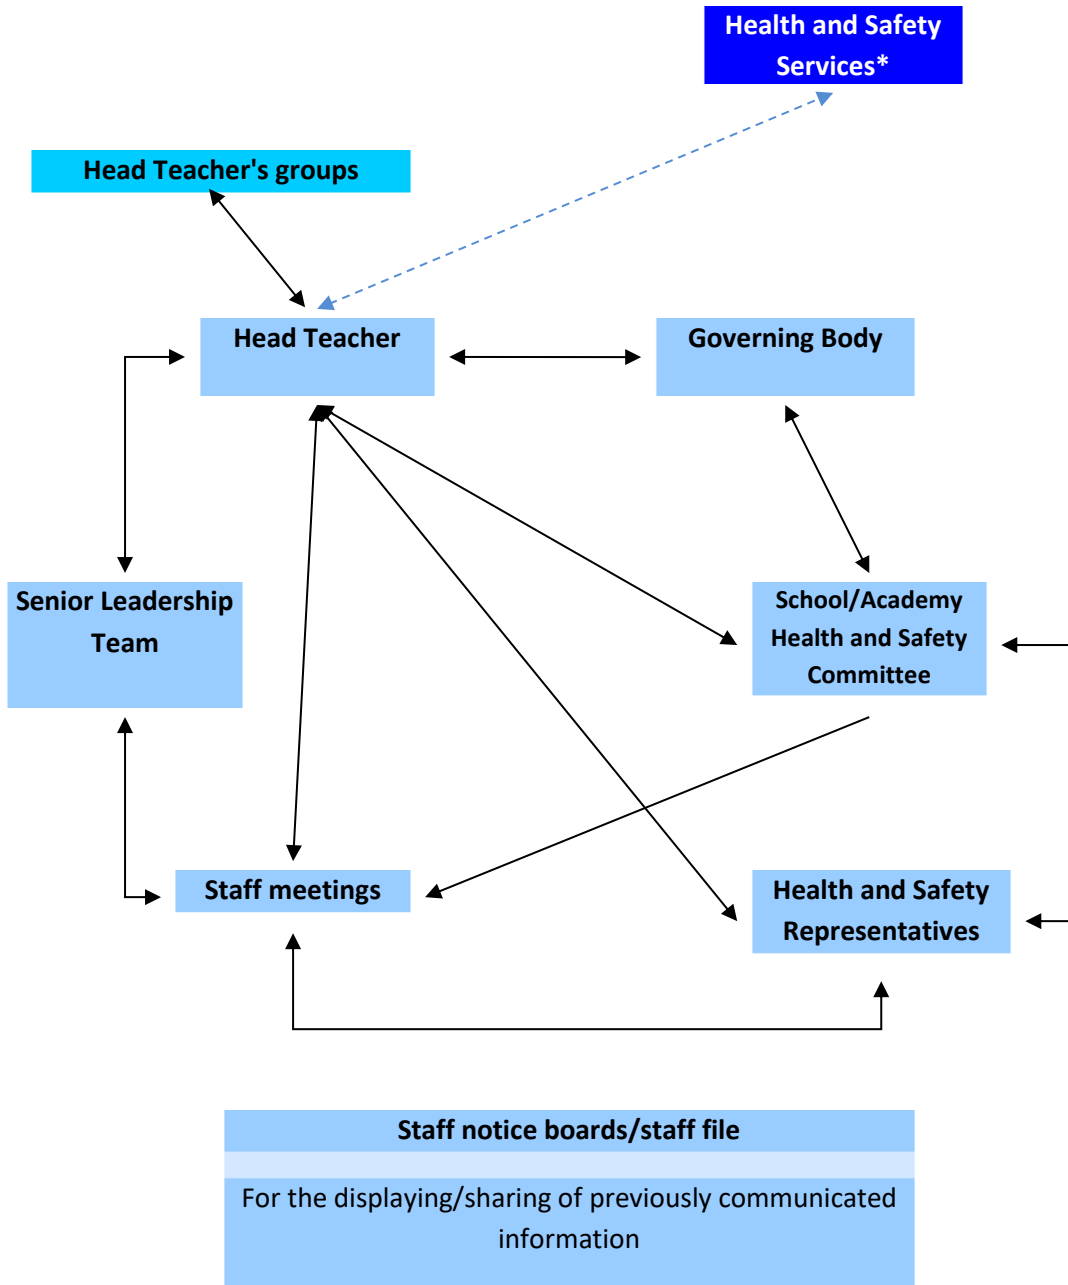 Health and Safety
Services*
Head Teacher's groups
Head Teacher
Governing Body
Senior Leadership
Team
School/Academy
Health and Safety
Committee
Staff meetings
Health and Safety
Representatives
Staff notice boards/staff file
For the displaying/sharing of previously communicated
information